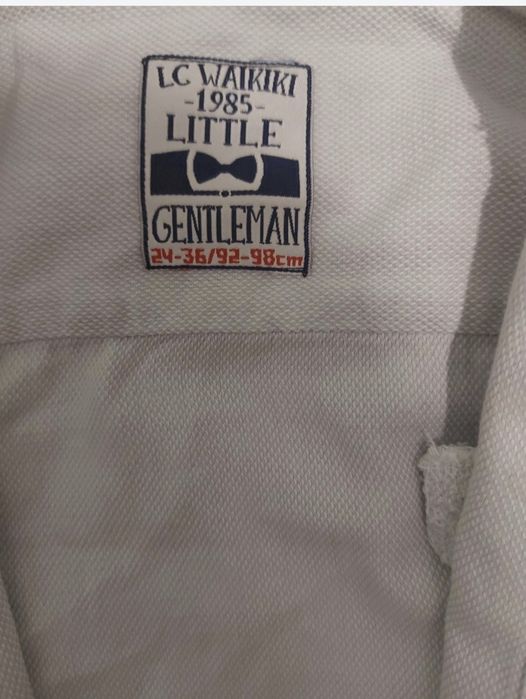 LC WAIKIKI
-1985-
LITTLE
GENTLEMAN
24-36/92-98cm